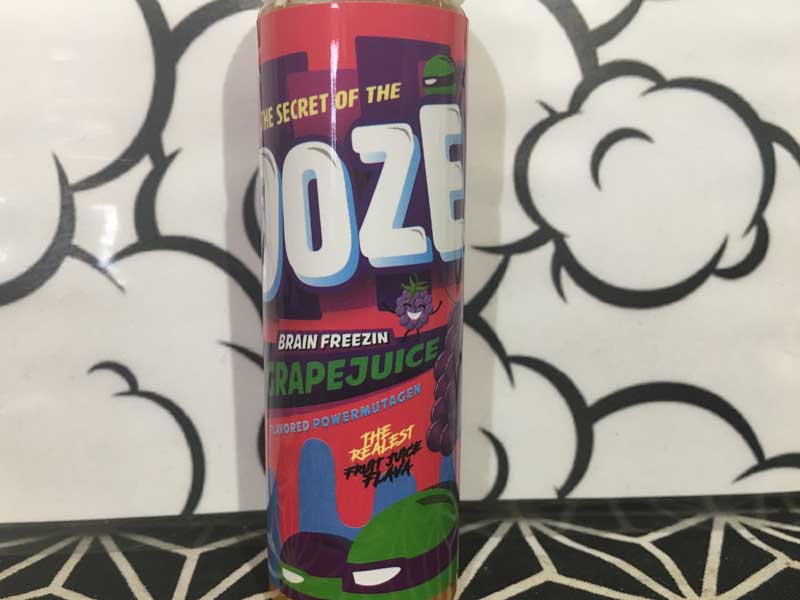 THE SECRET OF THE
OOZE
BRAIN FREEZIN
GRAPEJUICE
FLAVORED POWERMUTAGEN
THE
REALEST
FRUIT JUICE
FLAVA